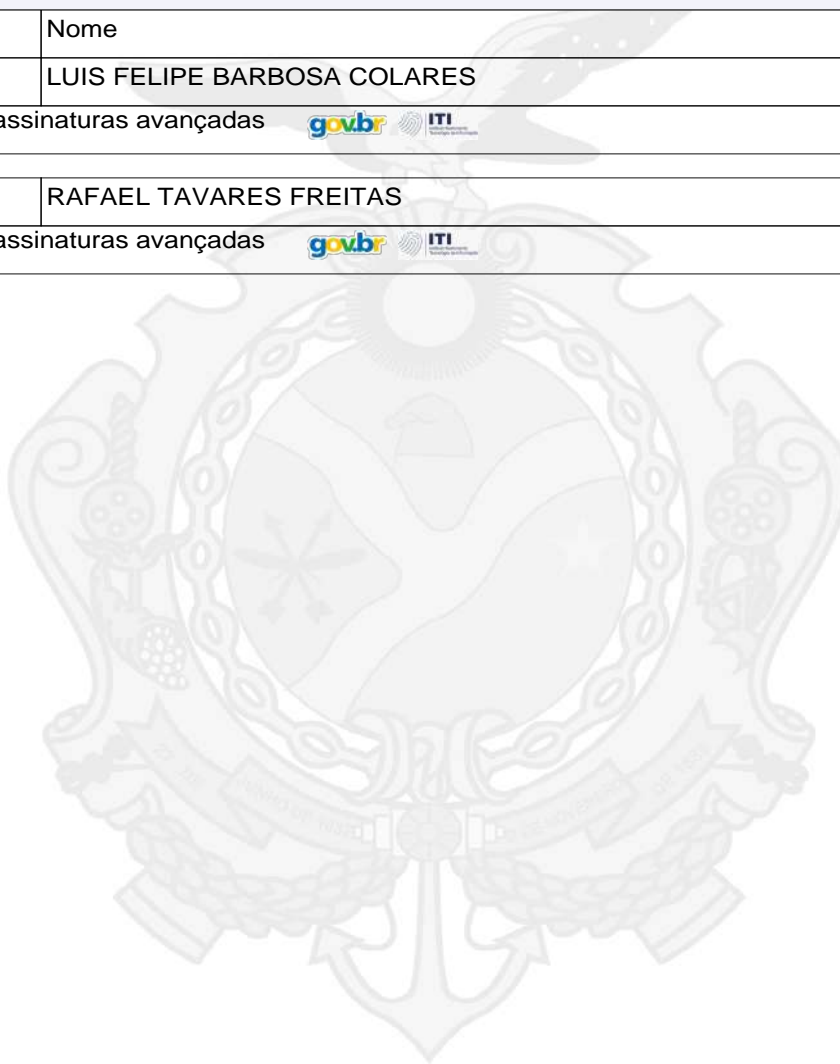 Nome
LUIS FELIPE BARBOSA COLARES
assinaturas avançadas gov.br ITI
RAFAEL TAVARES FREITAS
assinaturas avançadas gov.br ITI